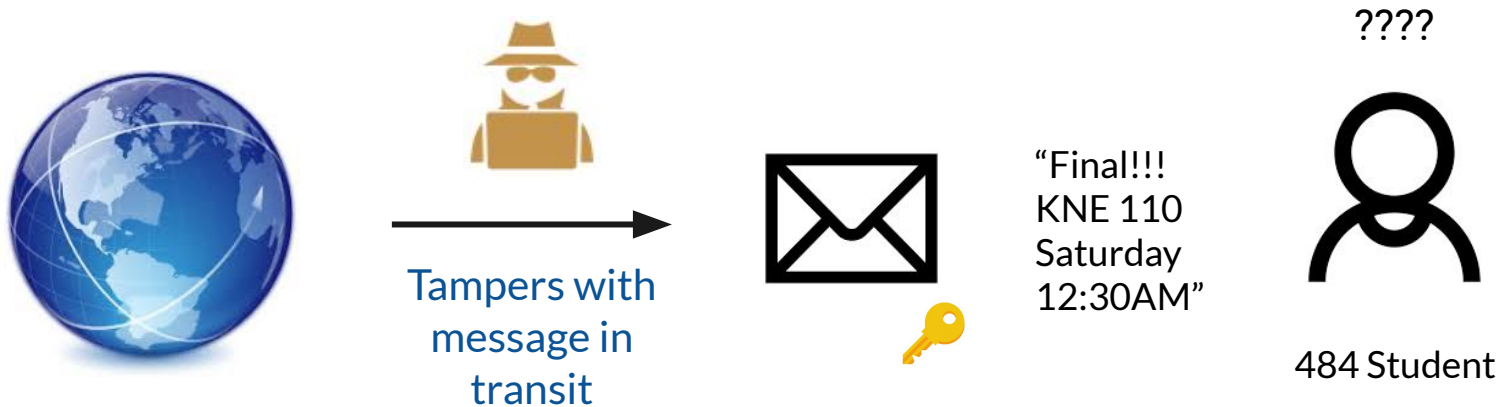 ????
Tampers with
message in
transit
“Final!!!
KNE 110
Saturday
12:30AM”
484 Student